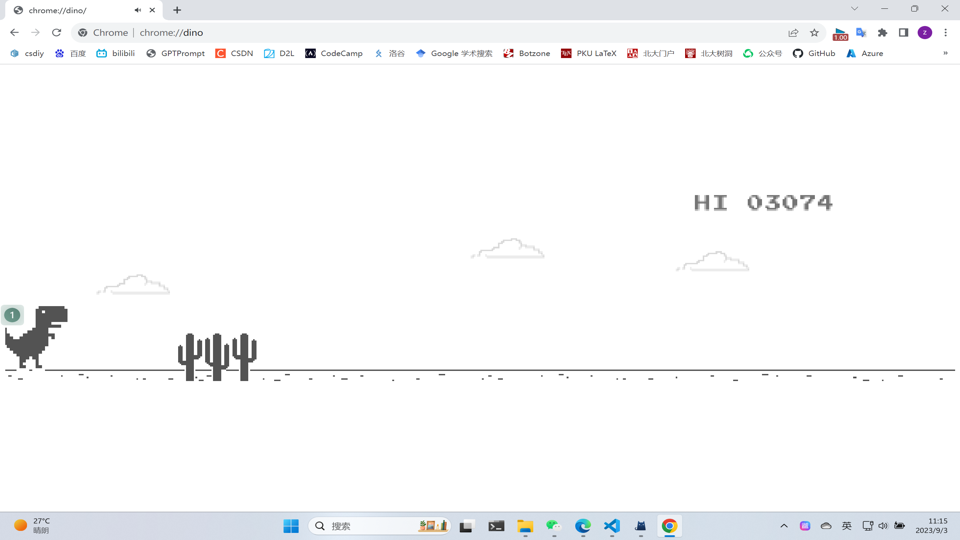 chrome://dino/
Chrome | chrome://dino
1.00
z
csdiy 百度 bilibili GPTPrompt CSDN D2L CodeCamp 洛谷 Google 学术搜索 Botzone PKU LaTeX 北大门户 北大树洞 公众号 GitHub Azure »
HI 03074
1
27°C
晴朗
搜索
英
11:15
2023/9/3